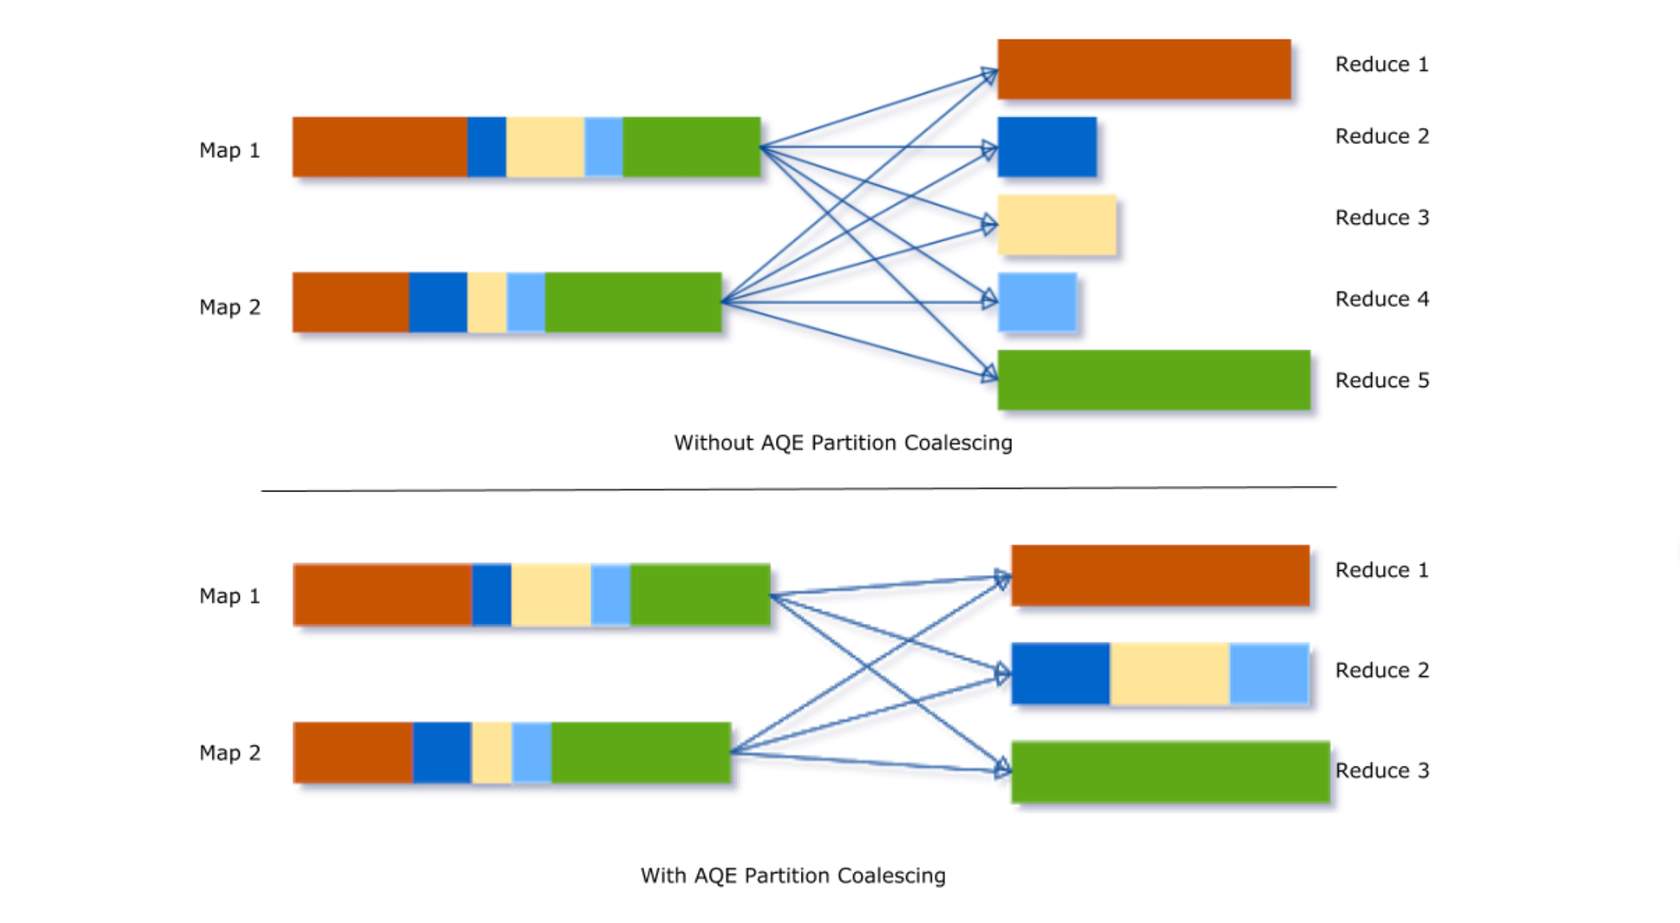 Reduce 1
Map 1
Reduce 2
Reduce 3
Map 2
Reduce 4
Reduce 5
Without AQE Partition Coalescing
Map 1
Reduce 1
Reduce 2
Map 2
Reduce 3
With AQE Partition Coalescing